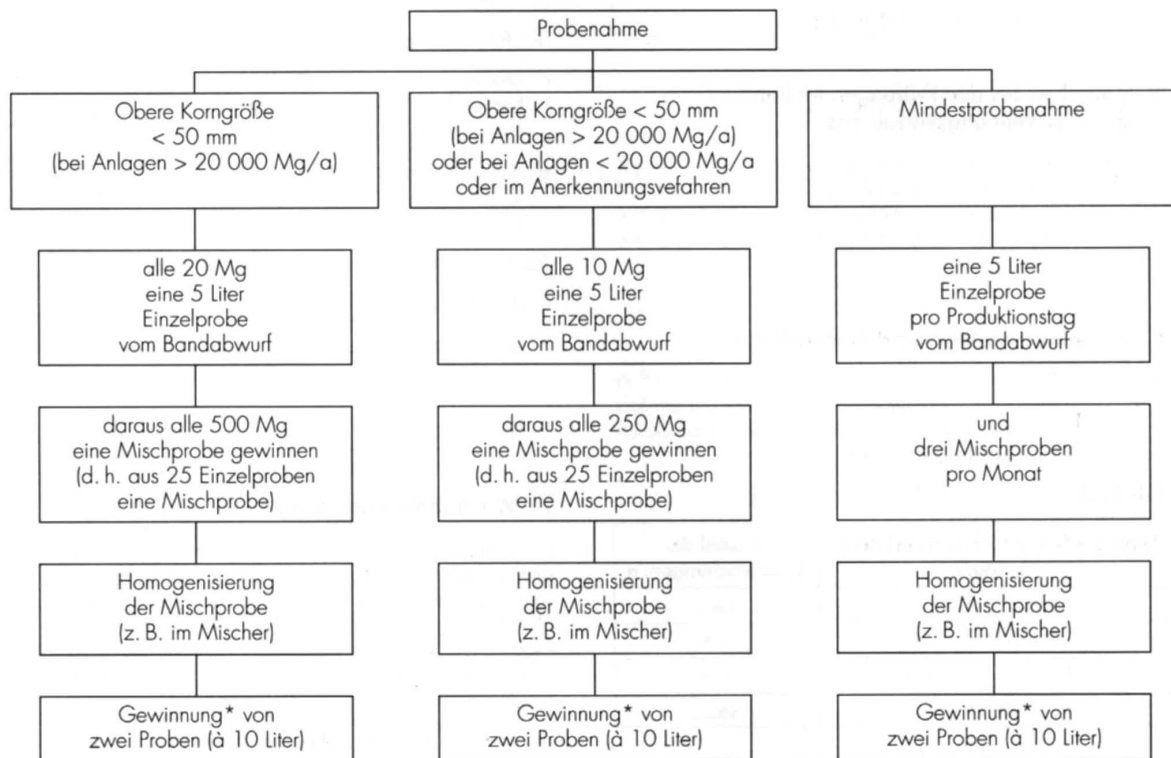 Probenahme
Obere Korngröße
< 50 mm
(bei Anlagen > 20 000 Mg/a)
Obere Korngröße < 50 mm
(bei Anlagen > 20 000 Mg/a)
oder bei Anlagen < 20 000 Mg/a
oder im Anerkennungsvefahren
Mindestprobenahme
alle 20 Mg
eine 5 Liter
Einzelprobe
vom Bandabwurf
alle 10 Mg
eine 5 Liter
Einzelprobe
vom Bandabwurf
eine 5 Liter
Einzelprobe
pro Produktionstag
vom Bandabwurf
daraus alle 500 Mg
eine Mischprobe gewinnen
(d. h. aus 25 Einzelproben
eine Mischprobe)
daraus alle 250 Mg
eine Mischprobe gewinnen
(d. h. aus 25 Einzelproben
eine Mischprobe)
und
drei Mischproben
pro Monat
Homogenisierung
der Mischprobe
(z. B. im Mischer)
Homogenisierung
der Mischprobe
(z. B. im Mischer)
Homogenisierung
der Mischprobe
(z. B. im Mischer)
Gewinnung* von
zwei Proben (à 10 Liter)
Gewinnung* von
zwei Proben (à 10 Liter)
Gewinnung* von
zwei Proben (à 10 Liter)